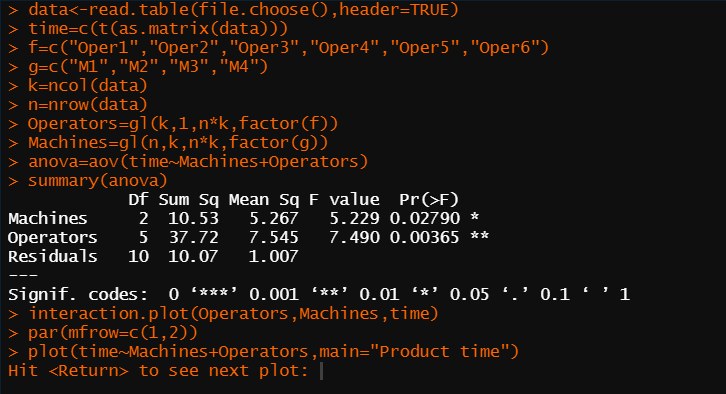 > data<-read.table(file.choose(),header=TRUE)
> time=c(t(as.matrix(data)))
> f=c("Oper1","Oper2","Oper3","Oper4","Oper5","Oper6")
> g=c("M1","M2","M3","M4")
> k=ncol(data)
> n=nrow(data)
> Operators=gl(k,1,n*k,factor(f))
> Machines=gl(n,k,n*k,factor(g))
> anova=aov(time~Machines+Operators)
> summary(anova)
            Df Sum Sq Mean Sq F value  Pr(>F)
Machines     2  10.53   5.267   5.229 0.02790 *
Operators    5  37.72   7.545   7.490 0.00365 **
Residuals   10  10.07   1.007
---
Signif. codes:  0 ‘***’ 0.001 ‘**’ 0.01 ‘*’ 0.05 ‘.’ 0.1 ‘ ’ 1
> interaction.plot(Operators,Machines,time)
> par(mfrow=c(1,2))
> plot(time~Machines+Operators,main="Product time")
Hit <Return> to see next plot: